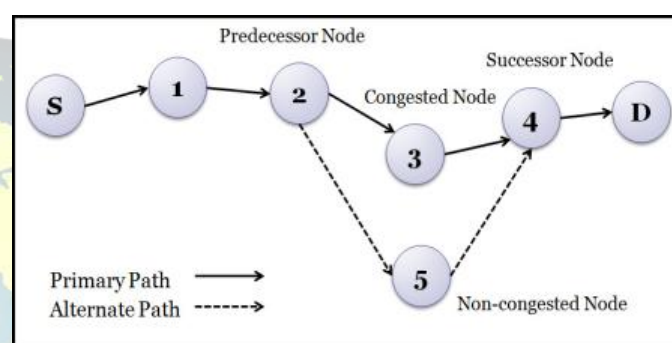 Predecessor Node
Successor Node
S
1
2
Congested Node
3
4
D
5
Primary Path
Alternate Path
Non-congested Node